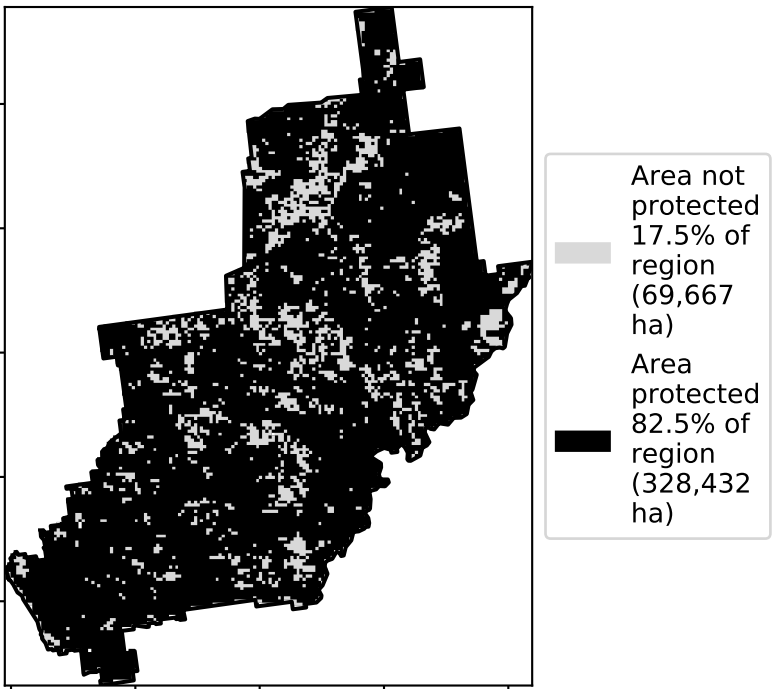 Area not
protected
17.5% of
region
(69,667
ha)
Area
protected
82.5% of
region
(328,432
ha)